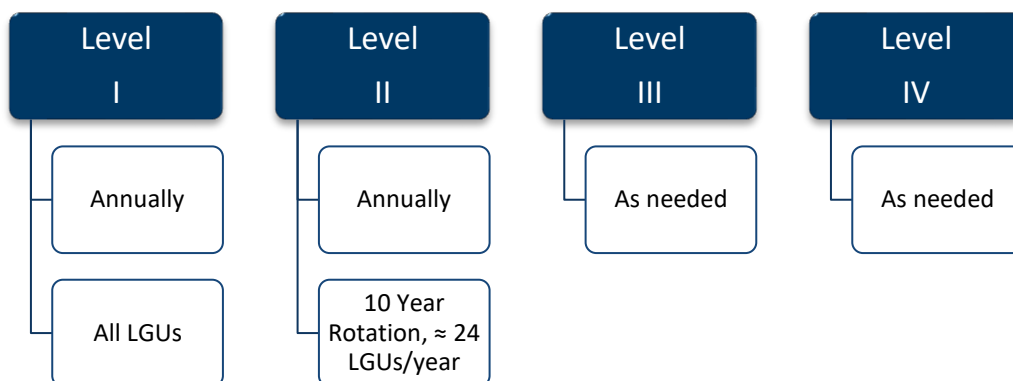 Level
I
Annually
All LGUs
Level
II
Annually
10 Year
Rotation, ≈ 24
LGUs/year
Level
III
As needed
Level
IV
As needed